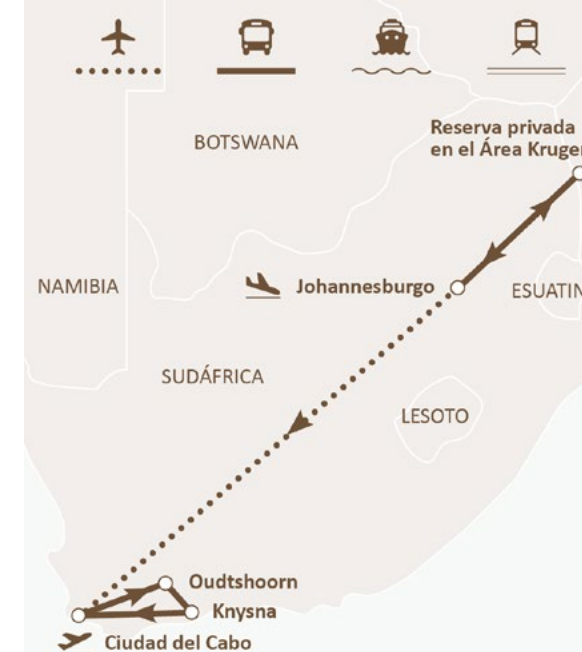 BOTSWANA
Reserva privada
en el Área Kruger
NAMIBIA
Johannesburgo
ESUATIN
SUDÁFRICA
LESOTO
Oudtshoorn
Knysna
Ciudad del Cabo